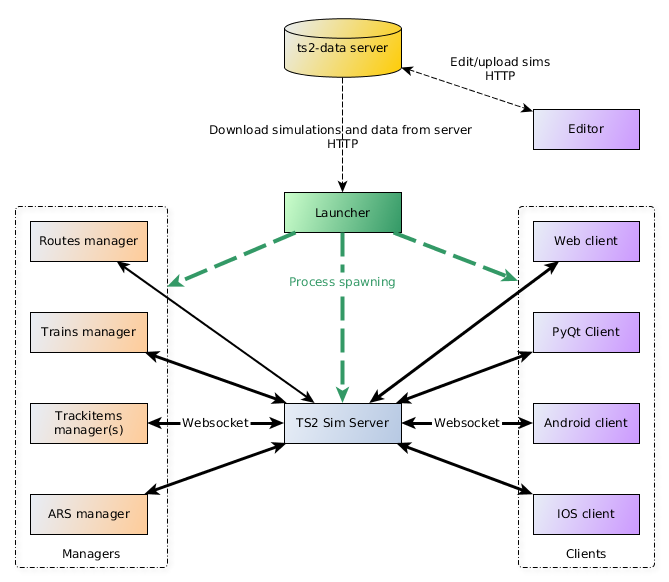 ts2-data server
Edit/upload sims
HTTP
Editor
Download simulations and data from server
HTTP
Launcher
Routes manager
Web client
Process spawning
Trains manager
PyQt Client
Trackitems
manager(s)
Websocket
TS2 Sim Server
Websocket
Android client
ARS manager
IOS client
Managers
Clients